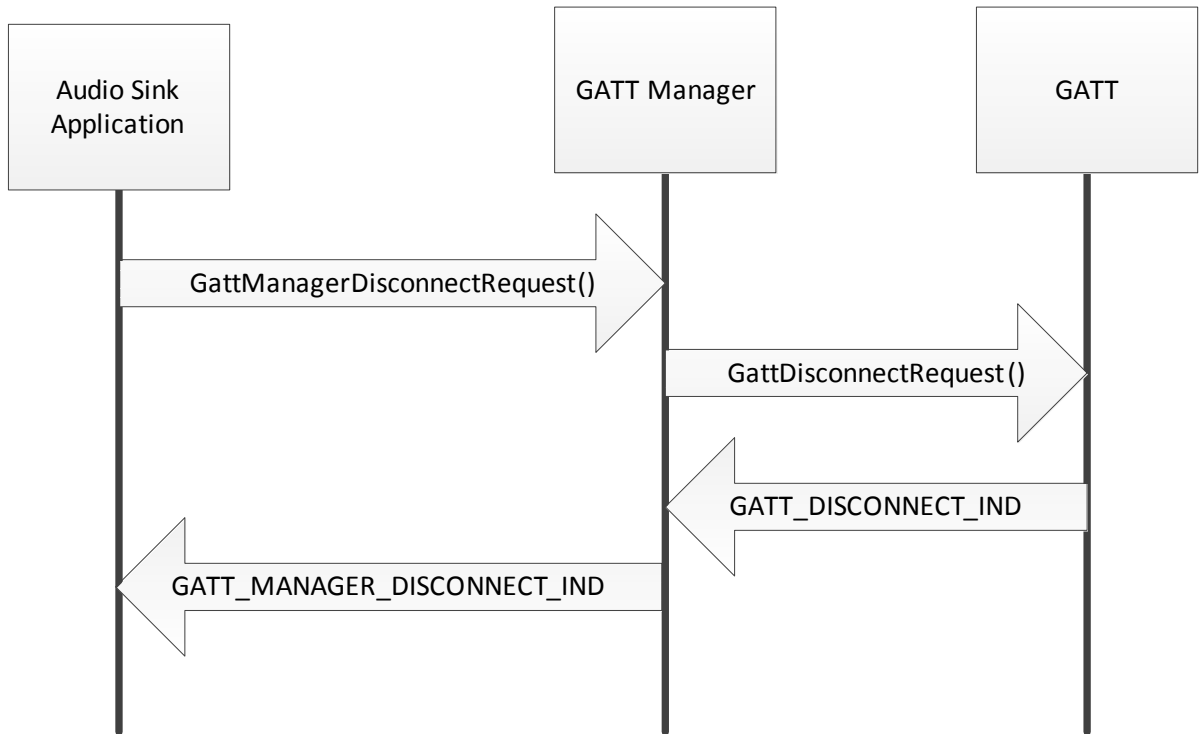 Audio Sink
Application
GATT Manager
GATT
GattManagerDisconnectRequest()
GattDisconnectRequest()
GATT_DISCONNECT_IND
GATT_MANAGER_DISCONNECT_IND